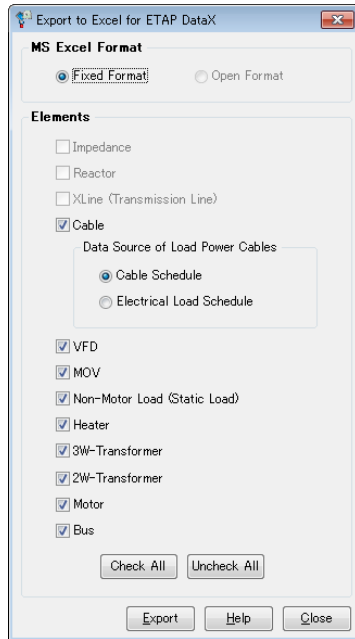 Export to Excel for ETAP DataX
MS Excel Format
Fixed Format Open Format
Elements
Impedance
Reactor
XLine (Transmission Line)
Cable
Data Source of Load Power Cables
Cable Schedule
Electrical Load Schedule
VFD
MOV
Non-Motor Load (Static Load)
Heater
3W-Transformer
2W-Transformer
Motor
Bus
Check All Uncheck All
Export Help Close